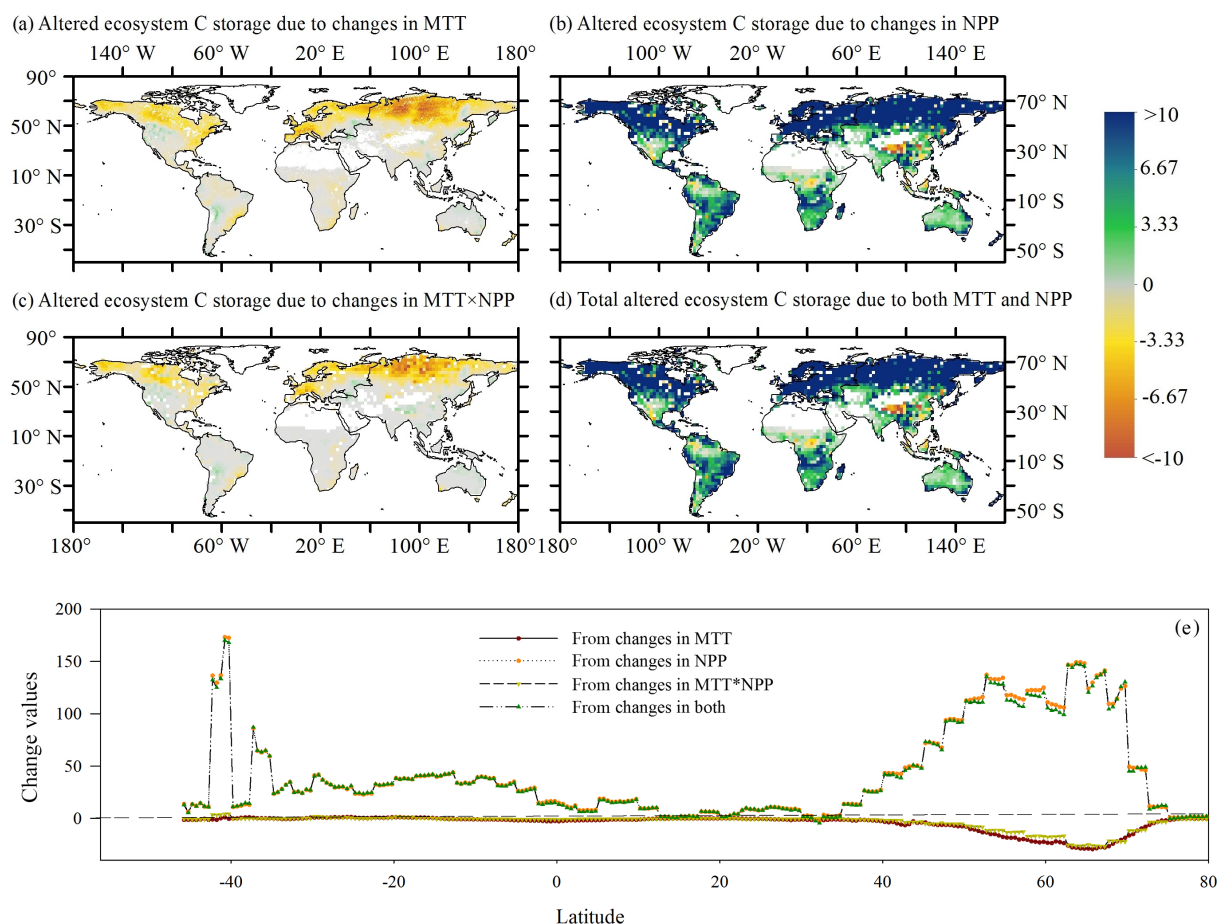 (a) Altered ecosystem C storage due to changes in MTT
(b) Altered ecosystem C storage due to changes in NPP
140° W 60° W 20° E 100° E 180°
100° W 20° W 60° E 140° E
90°
50° N
10° N
30° S
70° N
30° N
10° S
50° S
>10
6.67
3.33
0
-3.33
-6.67
<-10
(c) Altered ecosystem C storage due to changes in MTT×NPP
(d) Total altered ecosystem C storage due to both MTT and NPP
90°
50° N
10° N
30° S
70° N
30° N
10° S
50° S
180° 60° W 20° E 100° E 180°
100° W 20° W 60° E 140° E
(e)
From changes in MTT
From changes in NPP
From changes in MTT*NPP
From changes in both
Change values
200
150
100
50
0
-40 -20 0 20 40 60 80
Latitude